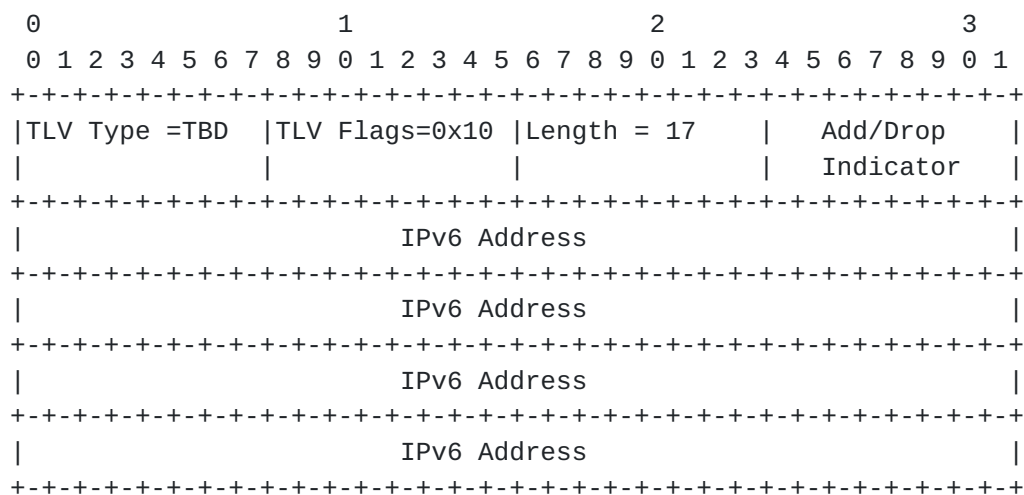 0                   1                   2                   3
 0 1 2 3 4 5 6 7 8 9 0 1 2 3 4 5 6 7 8 9 0 1 2 3 4 5 6 7 8 9 0 1
+-+-+-+-+-+-+-+-+-+-+-+-+-+-+-+-+-+-+-+-+-+-+-+-+-+-+-+-+-+-+-+-+
|TLV Type =TBD  |TLV Flags=0x10 |Length = 17    |   Add/Drop    |
|               |               |               |   Indicator   |
+-+-+-+-+-+-+-+-+-+-+-+-+-+-+-+-+-+-+-+-+-+-+-+-+-+-+-+-+-+-+-+-+
|                        IPv6 Address                           |
+-+-+-+-+-+-+-+-+-+-+-+-+-+-+-+-+-+-+-+-+-+-+-+-+-+-+-+-+-+-+-+-+
|                        IPv6 Address                           |
+-+-+-+-+-+-+-+-+-+-+-+-+-+-+-+-+-+-+-+-+-+-+-+-+-+-+-+-+-+-+-+-+
|                        IPv6 Address                           |
+-+-+-+-+-+-+-+-+-+-+-+-+-+-+-+-+-+-+-+-+-+-+-+-+-+-+-+-+-+-+-+-+
|                        IPv6 Address                           |
+-+-+-+-+-+-+-+-+-+-+-+-+-+-+-+-+-+-+-+-+-+-+-+-+-+-+-+-+-+-+-+-+